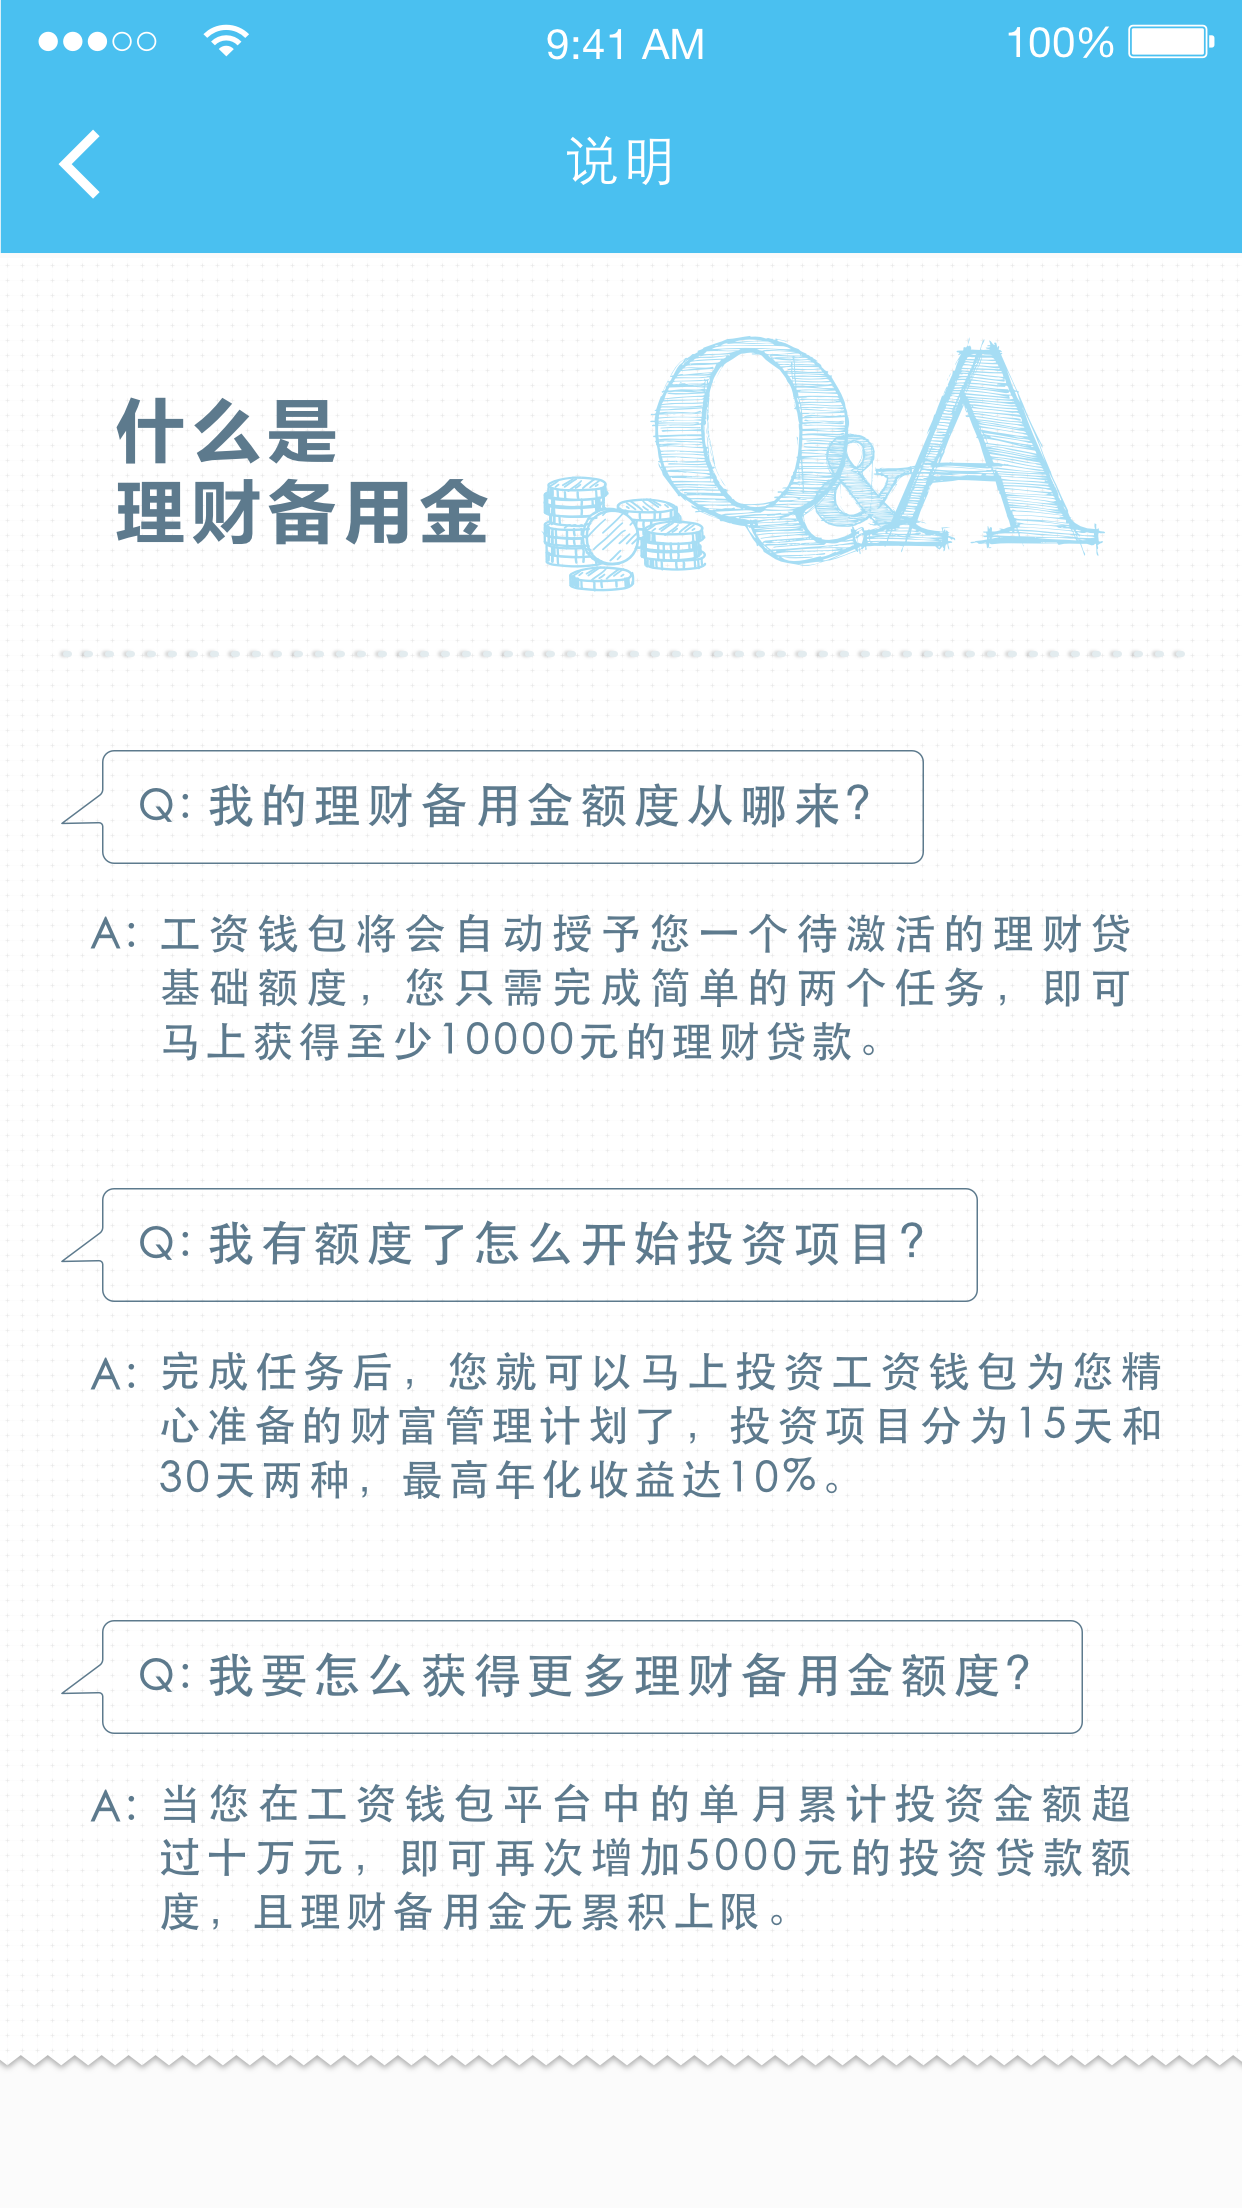 9:41 AM 100%
说明
什么是
理财备用金
Q&A
Q: 我的理财备用金额度从哪来?
A: 工资钱包将会自动授予您一个待激活的理财贷
基础额度，您只需完成简单的两个任务，即可
马上获得至少10000元的理财贷款。
Q: 我有额度了怎么开始投资项目?
A: 完成任务后，您就可以马上投资工资钱包为您精
心准备的财富管理计划了，投资项目分为15天和
30天两种，最高年化收益达10%。
Q: 我要怎么获得更多理财备用金额度?
A: 当您在工资钱包平台中的单月累计投资金额超
过十万元，即可再次增加5000元的投资贷款额
度，且理财备用金无累积上限。